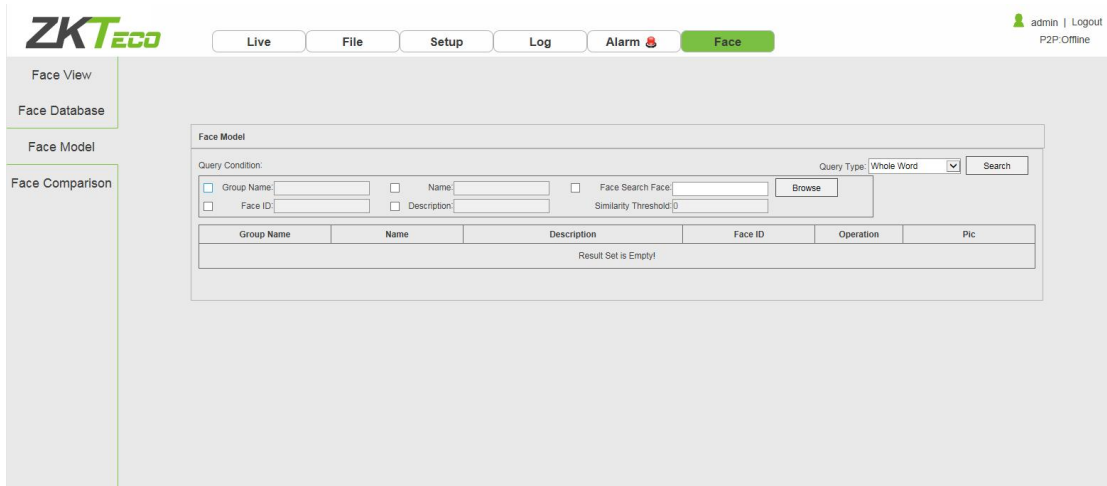 ZKTECO
Live File Setup Log Alarm Face
admin | Logout
P2P:Offline
Face View
Face Database
Face Model
Face Comparison
Face Model
Query Condition:
Query Type: Whole Word Search
Group Name: Name: Face Search Face: Browse
Face ID: Description: Similarity Threshold: 0
Group Name Name Description Face ID Operation Pic
Result Set is Empty!